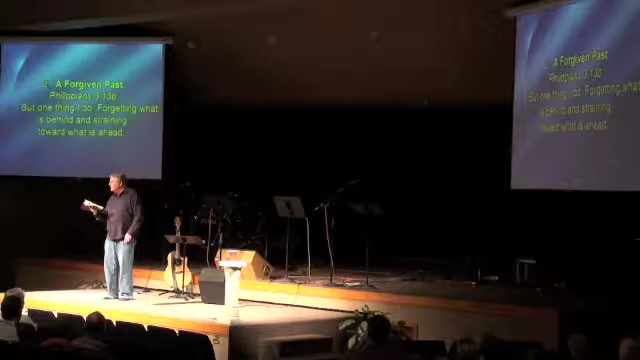 2. A Forgiven Past
Philippians 3:13b
But one thing I do. Forgetting what
is behind and straining
toward what is ahead.
A Forgiven Past
Philippians 3:13b
But one thing I do. Forgetting what
is behind and straining
toward what is ahead.